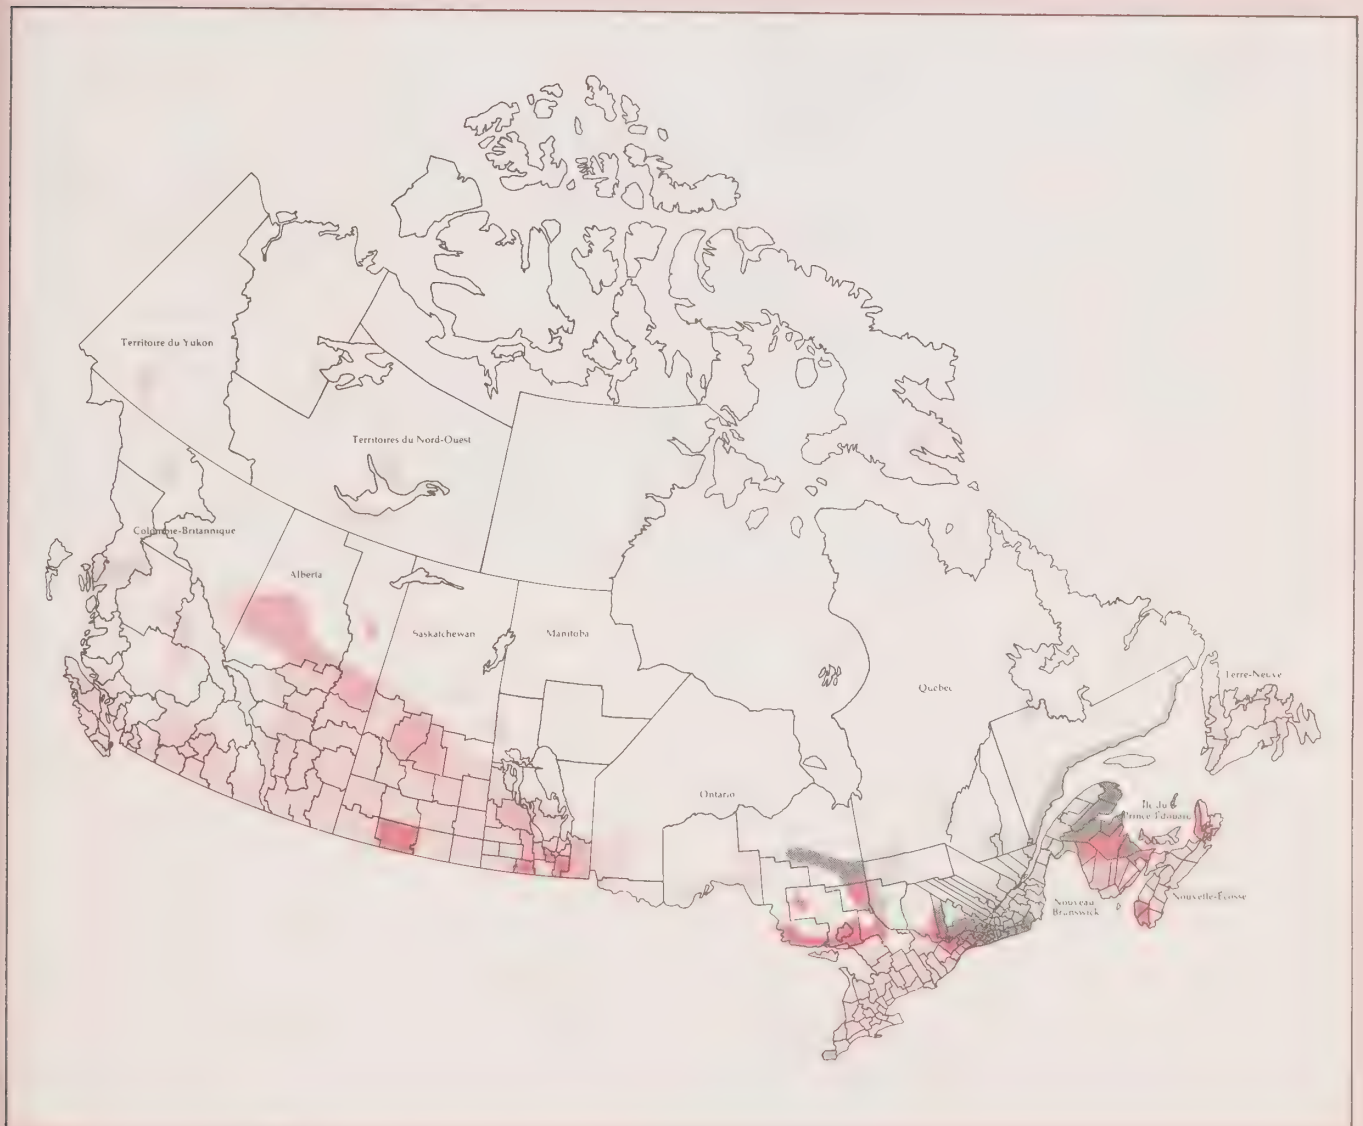 Territoire du Yukon
Territoires du Nord-Ouest
Colombie-Britannique
Alberta
Saskatchewan
Manitoba
Ontario
Québec
Terre-Neuve
Île du
Prince-Édouard
Nouveau
Brunswick
Nouvelle-Écosse